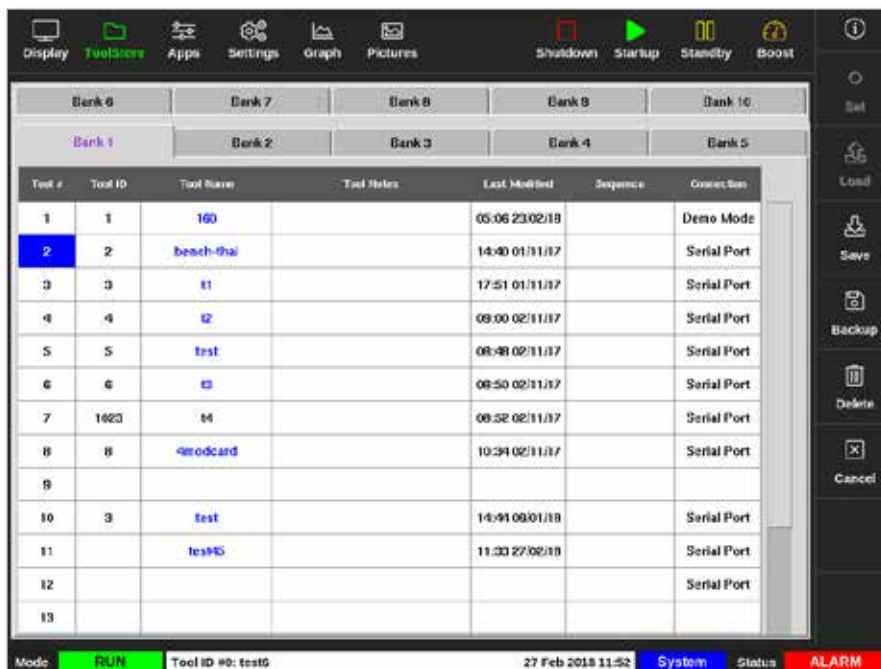 Display ToolStore Apps Settings Graph Pictures Shutdown Startup Standby Boost
Bank 6 Bank 7 Bank 8 Bank 9 Bank 10
Set
Bank 1 Bank 2 Bank 3 Bank 4 Bank 5
Tool # Tool ID Tool Name Tool Notes Last Modified Sequence Connection
Load
1 1 160 05:06 23/02/18 Demo Mode
2 2 bench-thai 14:40 01/11/17 Serial Port
Save
3 3 t1 17:51 01/11/17 Serial Port
4 4 t2 09:00 02/11/17 Serial Port
Backup
5 5 test 08:48 02/11/17 Serial Port
6 6 t3 08:50 02/11/17 Serial Port
Delete
7 1023 t4 08:52 02/11/17 Serial Port
8 8 4modcard 10:34 02/11/17 Serial Port
9
Cancel
10 3 test 14:44 Serial Port
11 test45 11:33 27/02/18 Serial Port
12 Serial Port
13
Mode RUN Tool ID #0: test6 27 Feb 2018 11:52 System Status ALARM